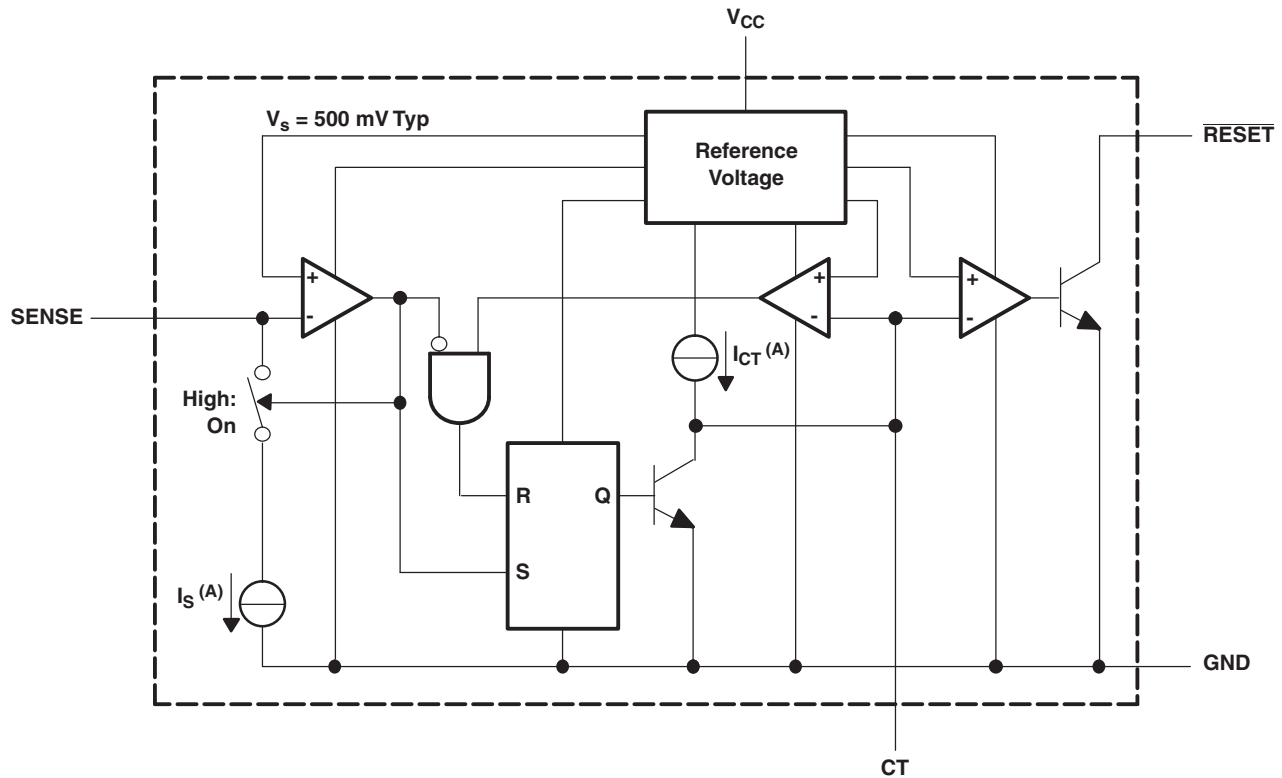 VCC
Vs = 500 mV Typ
Reference
Voltage
RESET
+
+
+
SENSE
-
-
-
ICT (A)
High:
On
R
Q
S
IS (A)
GND
CT